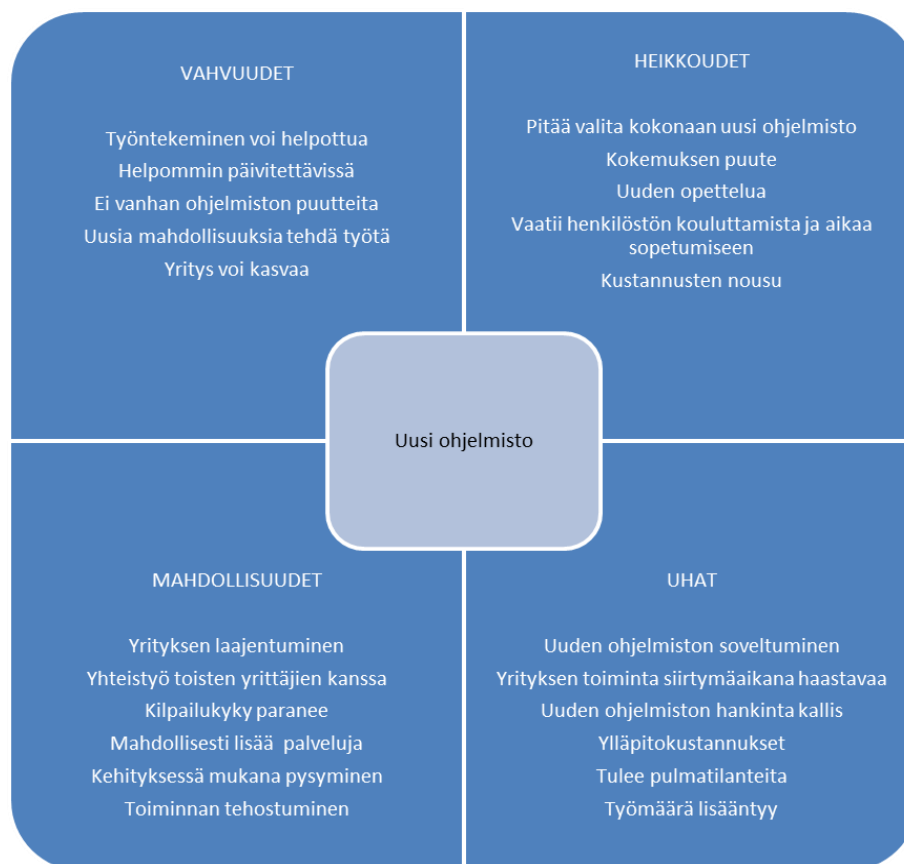 VAHVUUDET
Työntekeminen voi helpottua
Helpommin päivitettävissä
Ei vanhan ohjelmiston puutteita
Uusia mahdollisuuksia tehdä työtä
Yritys voi kasvaa
HEIKKOUDET
Pitää valita kokonaan uusi ohjelmisto
Kokemuksen puute
Uuden opettelua
Vaatii henkilöstön kouluttamista ja aikaa
sopetumiseen
Kustannusten nousu
Uusi ohjelmisto
MAHDOLLISUUDET
Yrityksen laajentuminen
Yhteistyö toisten yrittäjien kanssa
Kilpailukyky paranee
Mahdollisesti lisää palveluja
Kehityksessä mukana pysyminen
Toiminnan tehostuminen
UHAT
Uuden ohjelmiston soveltuminen
Yrityksen toiminta siirtymäaikana haastavaa
Uuden ohjelmiston hankinta kallis
Ylläpitokustannukset
Tulee pulmatilanteita
Työmäärä lisääntyy